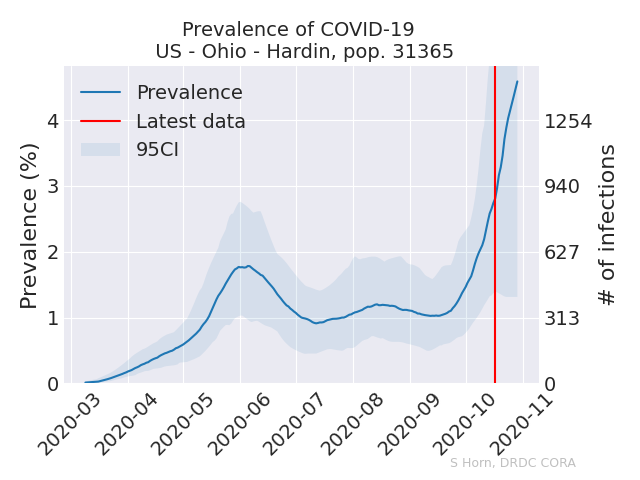 Prevalence of COVID-19
US - Ohio - Hardin, pop. 31365
Prevalence
Latest data
95CI
Prevalence (%)
4
3
2
1
0
1254
940
627
313
0
# of infections
2020-03
2020-04
2020-05
2020-06
2020-07
2020-08
2020-09
2020-10
2020-11
S Horn, DRDC CORA